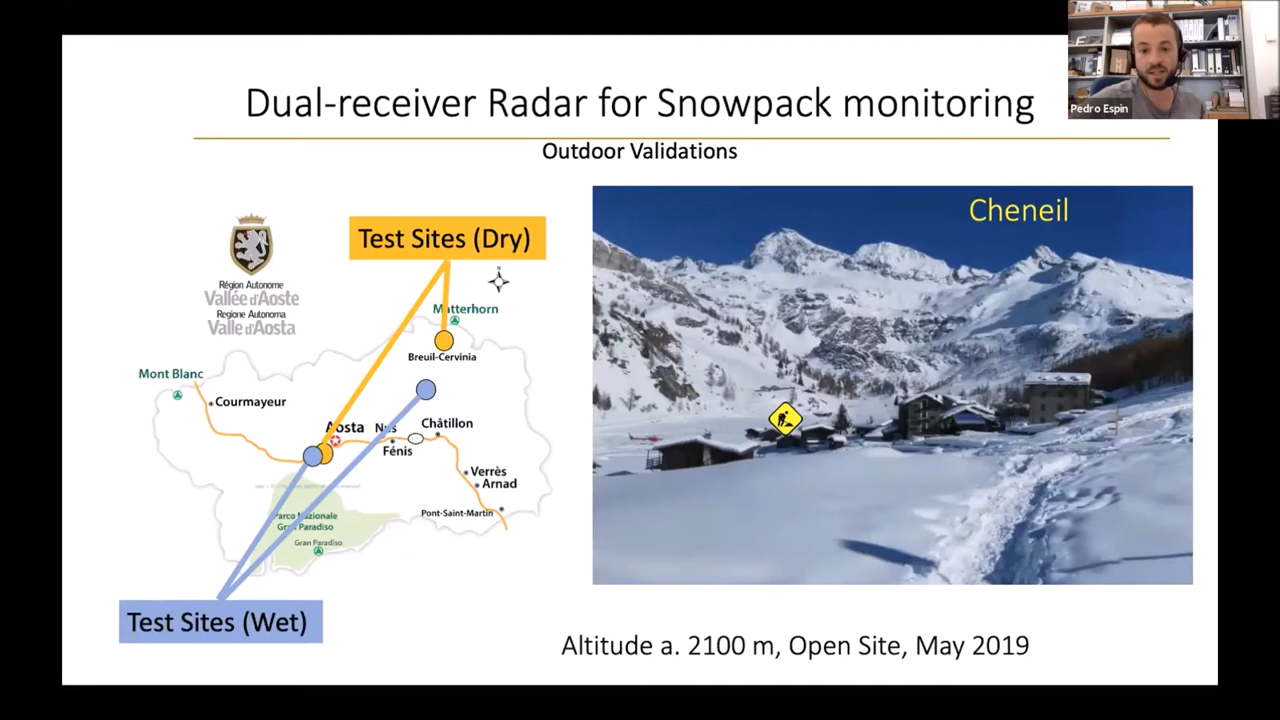 Dual-receiver Radar for Snowpack monitoring
Outdoor Validations
Pedro Espin
Test Sites (Dry)
N
Région Autonome
Vallée d'Aoste
Regione Autonoma
Valle d'Aosta
Matterhorn
Breuil-Cervinia
Mont Blanc
Courmayeur
Aosta
Nus
Châtillon
Fénis
Verrès
Arnad
Pont-Saint-Martin
Parco Nazionale
Gran Paradiso
Gran Paradiso
Test Sites (Wet)
Cheneil
Altitude a. 2100 m, Open Site, May 2019